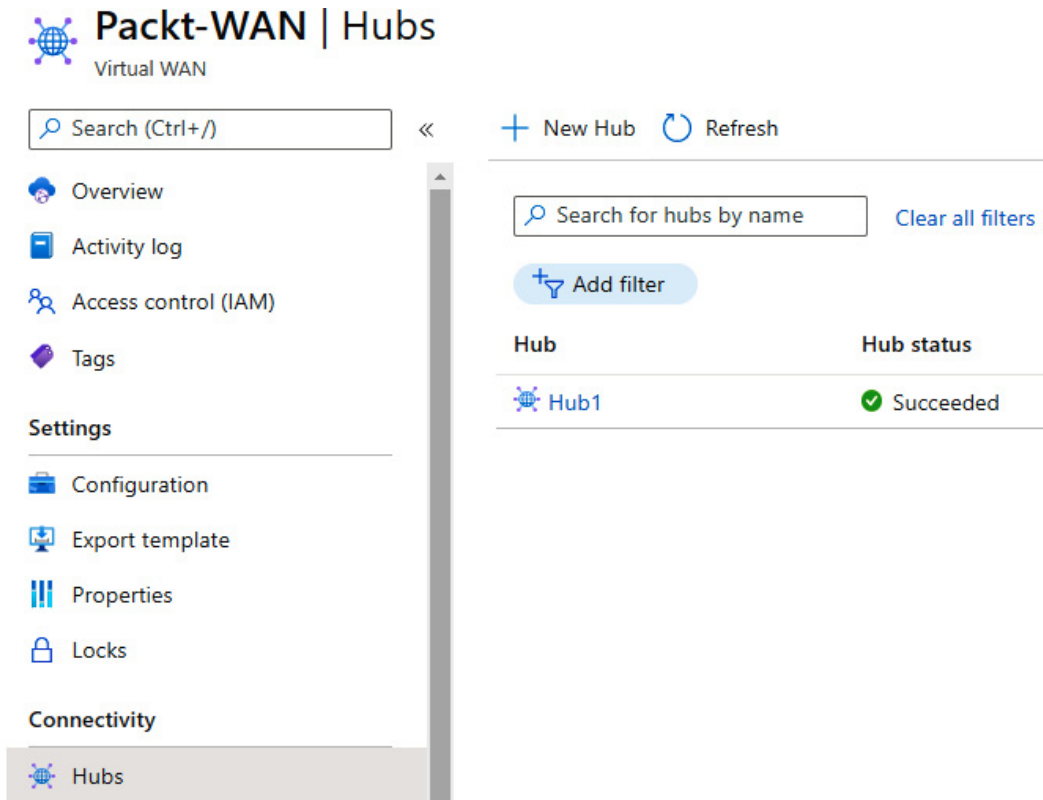 Packt-WAN | Hubs
Virtual WAN
Search (Ctrl+/)
«
Overview
Activity log
Access control (IAM)
Tags
Settings
Configuration
Export template
Properties
Locks
Connectivity
Hubs
New Hub Refresh
Search for hubs by name Clear all filters
Add filter
Hub Hub status
Hub1 Succeeded